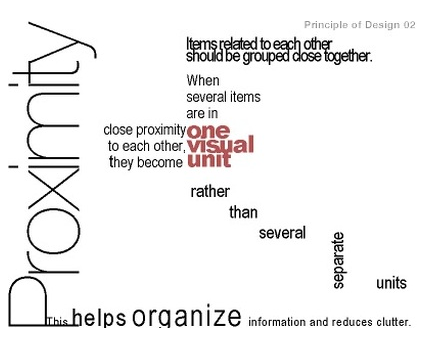 Principle of Design 02
Proximity
Items related to each other
should be grouped close together.
When
several items
are in
close proximity one
to each other, visual
they become unit
rather
than
several
separate
units
This helps organize information and reduces clutter.